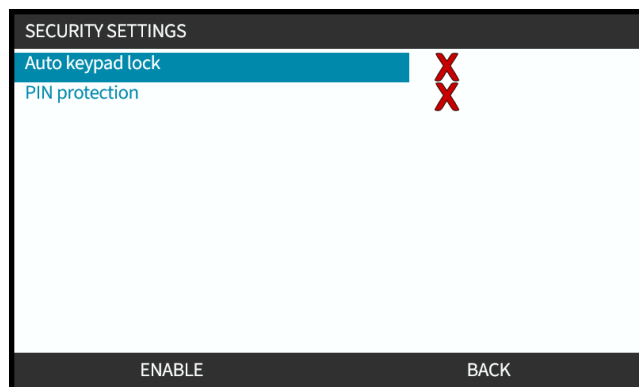 SECURITY SETTINGS
Auto keypad lock
PIN protection
ENABLE BACK